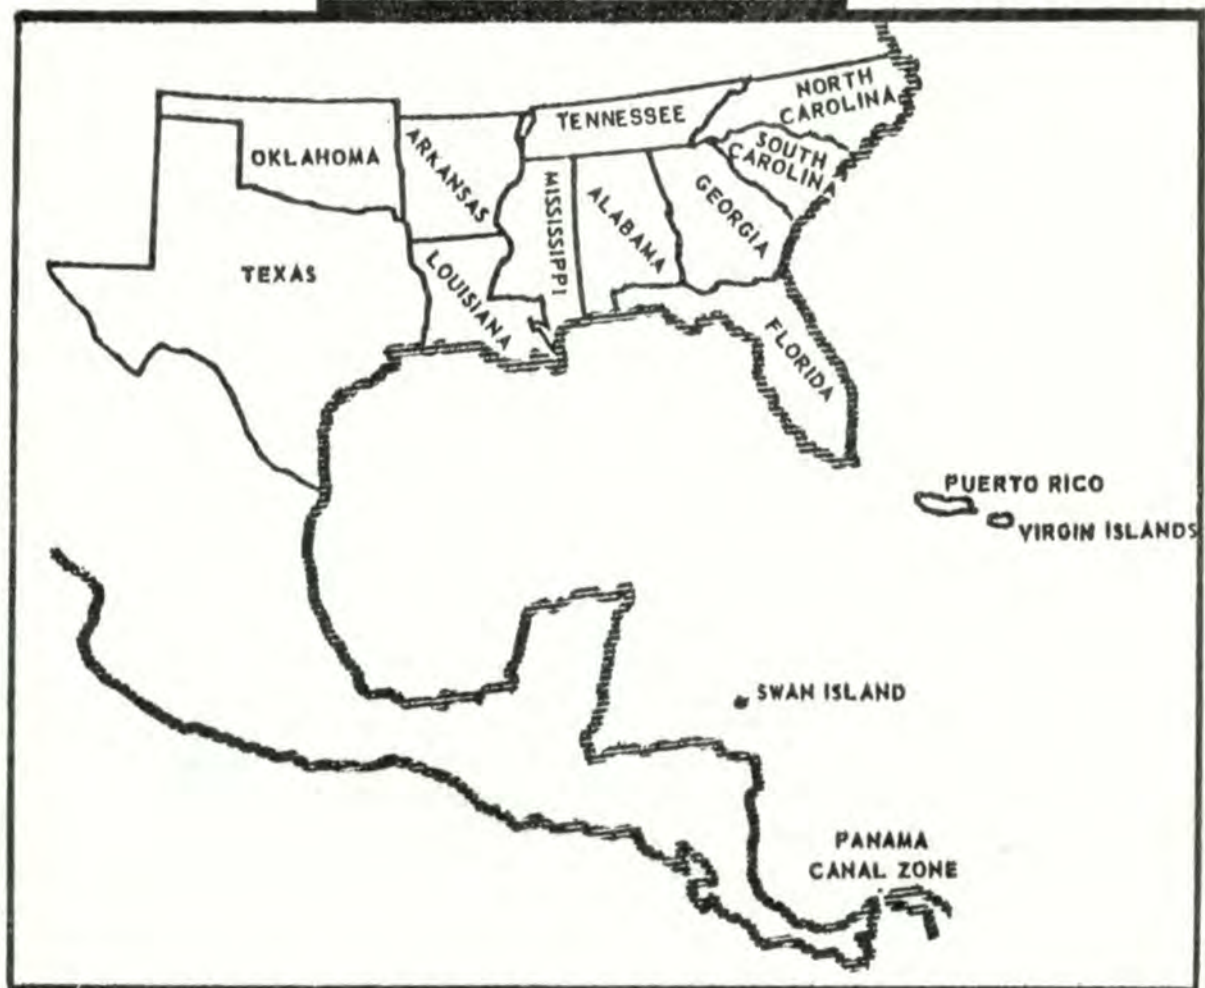 NORTH
CAROLINA
TENNESSEE
SOUTH
CAROLINA
OKLAHOMA
ARKANSAS
MISSISSIPPI
ALABAMA
GEORGIA
TEXAS
LOUISIANA
FLORIDA
PUERTO RICO
VIRGIN ISLANDS
SWAN ISLAND
PANAMA
CANAL ZONE